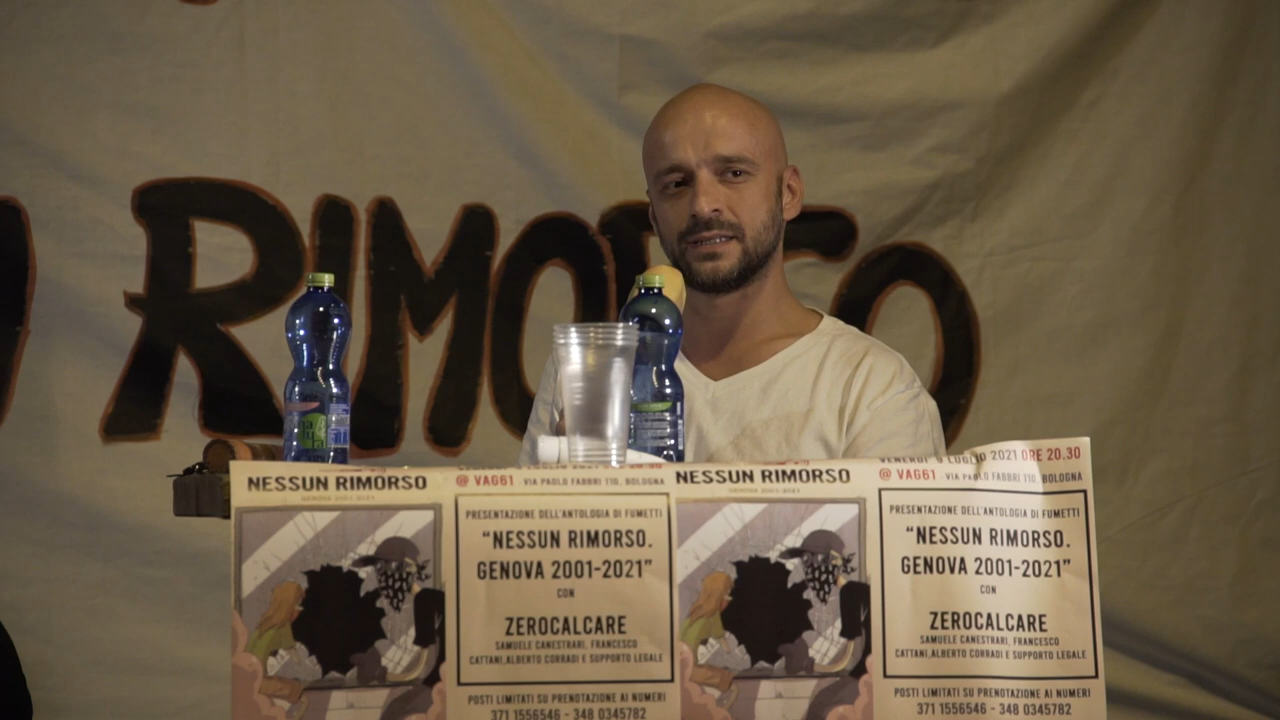 RIMORSO
NESSUN RIMORSO
GENOVA 2001-2021
@ VAG61 VIA PAOLO FABBRI 110, BOLOGNA
PRESENTAZIONE DELL'ANTOLOGIA DI FUMETTI
"NESSUN RIMORSO.
GENOVA 2001-2021"
CON
ZEROCALCARE
SAMUELE CANESTRARI, FRANCESCO
CATTANI, ALBERTO CORRADI E SUPPORTO LEGALE
POSTI LIMITATI SU PRENOTAZIONE AI NUMERI
371 1556546 - 348 0345782
NESSUN RIMORSO
GENOVA 2001-2021
VENERDI' 9 LUGLIO 2021 ORE 20.30
@ VAG61 - VIA PAOLO FABBRI 110, BOLOGNA
PRESENTAZIONE DELL'ANTOLOGIA DI FUMETTI
"NESSUN RIMORSO.
GENOVA 2001-2021"
CON
ZEROCALCARE
SAMUELE CANESTRARI, FRANCESCO
CATTANI, ALBERTO CORRADI E SUPPORTO LEGALE
POSTI LIMITATI SU PRENOTAZIONE AI NUMERI
371 1556546 - 348 0345782